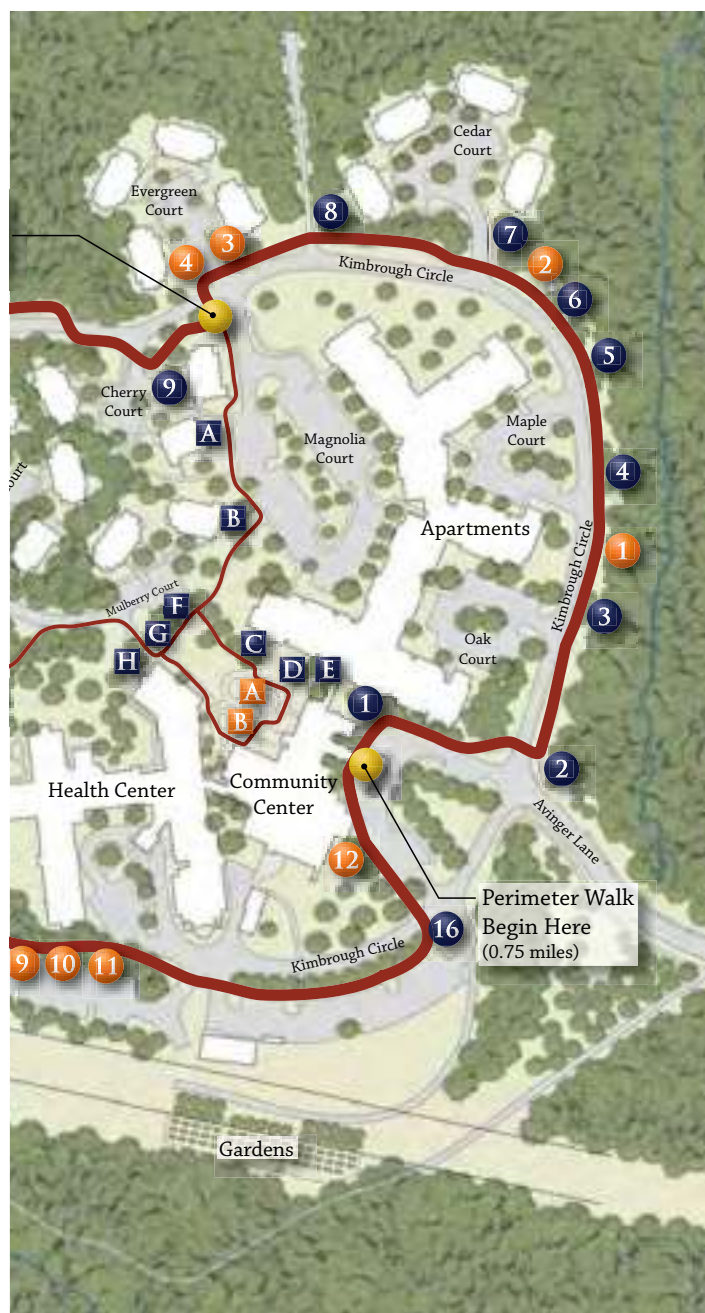 Cedar
Court
Evergreen
Court
8
7
3
2
4
Kimbrough Circle
6
5
9
Cherry
Court
A
Magnolia
Court
Maple
Court
4
B
Apartments
1
Kimbrough Circle
Mulberry Court
F
3
G
C
Oak
Court
H
D
E
A
1
B
2
Health Center
Community
Center
Avinger Lane
12
Perimeter Walk
Begin Here
(0.75 miles)
16
Kimbrough Circle
9
10
11
Gardens